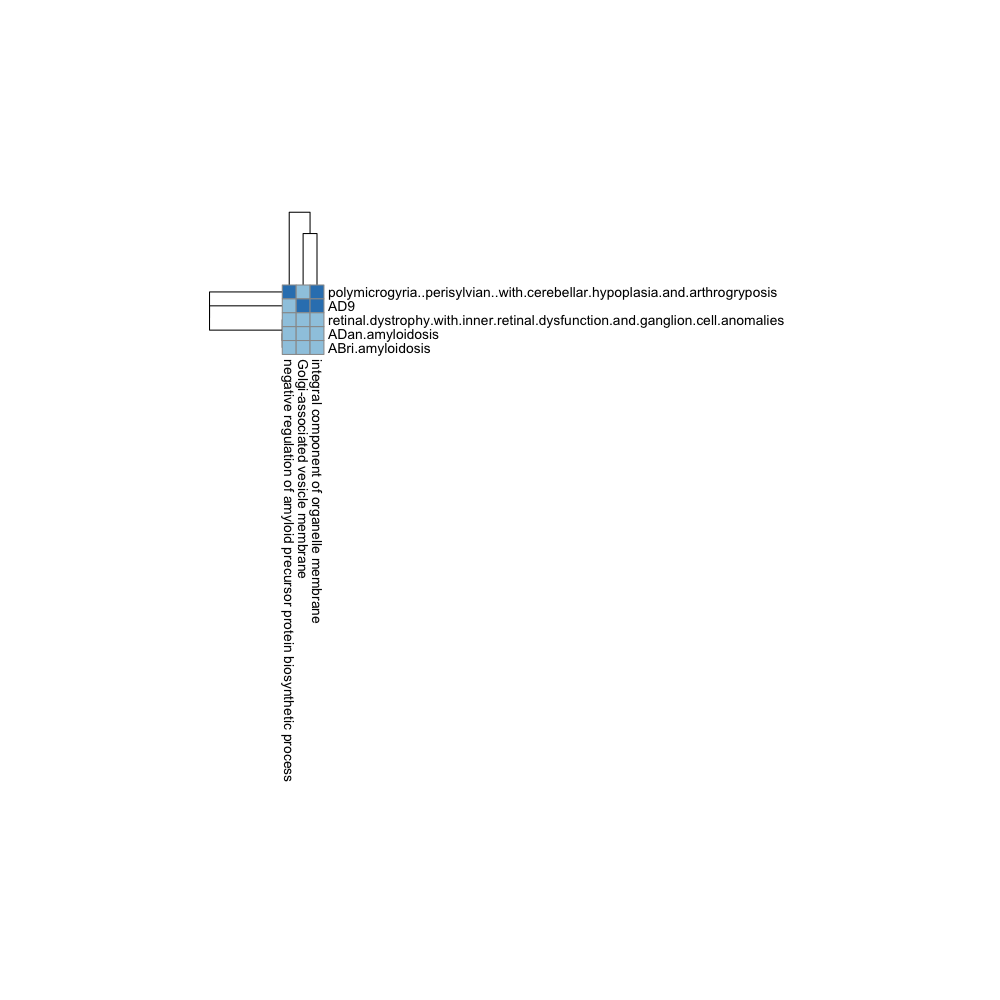 polymicrogyria..perisylvian..with.cerebellar.hypoplasia.and.arthrogryposis
AD9
retinal.dystrophy.with.inner.retinal.dysfunction.and.ganglion.cell.anomalies
ADan.amyloidosis
ABri.amyloidosis
negative regulation of amyloid precursor protein biosynthetic process
Golgi-associated vesicle membrane
integral component of organelle membrane